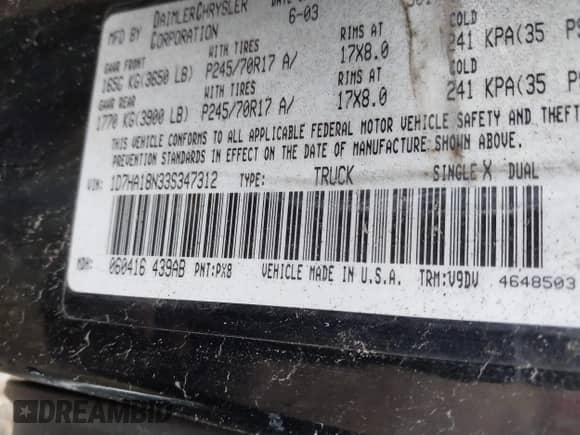 MFD BY DAIMLERCHRYSLER CORPORATION DATE OF 6-03
GAWR FRONT WITH TIRES RIMS AT COLD
1656 KG(3650 LB) P245/70R17 A/ 17X8.0 241 KPA(35 PS
GAWR REAR WITH TIRES RIMS AT COLD
1770 KG(3900 LB) P245/70R17 A/ 17X8.0 241 KPA(35 PS
THIS VEHICLE CONFORMS TO ALL APPLICABLE FEDERAL MOTOR VEHICLE SAFETY AND THEFT
PREVENTION STANDARDS IN EFFECT ON THE DATE OF MANUFACTURE SHOWN ABOVE.
VIN: 1D7HA18N33S347312 TYPE: TRUCK SINGLE X DUAL
MDH: 060416 439AB PNT:PX8 VEHICLE MADE IN U.S.A. TRM:V9DV 4648503
DREAMBID